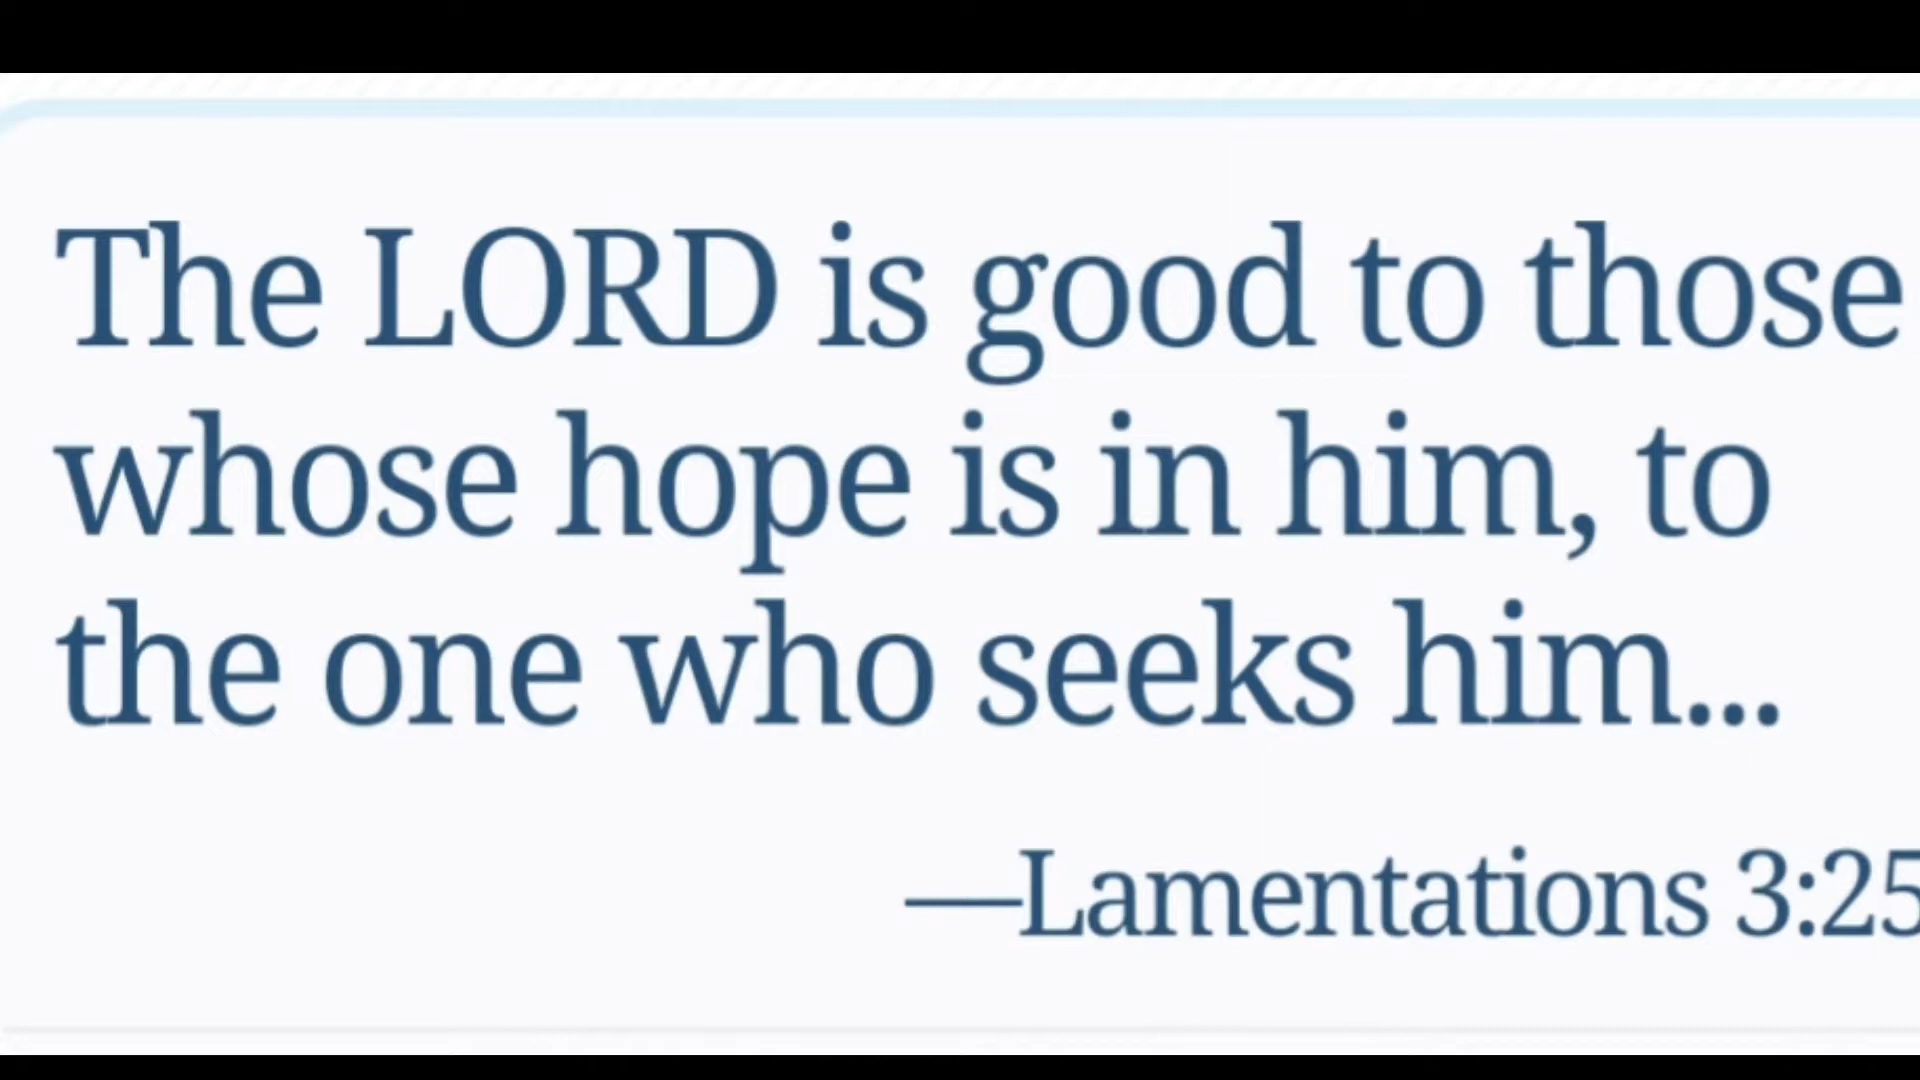 The LORD is good to those
whose hope is in him, to
the one who seeks him...
—Lamentations 3:25